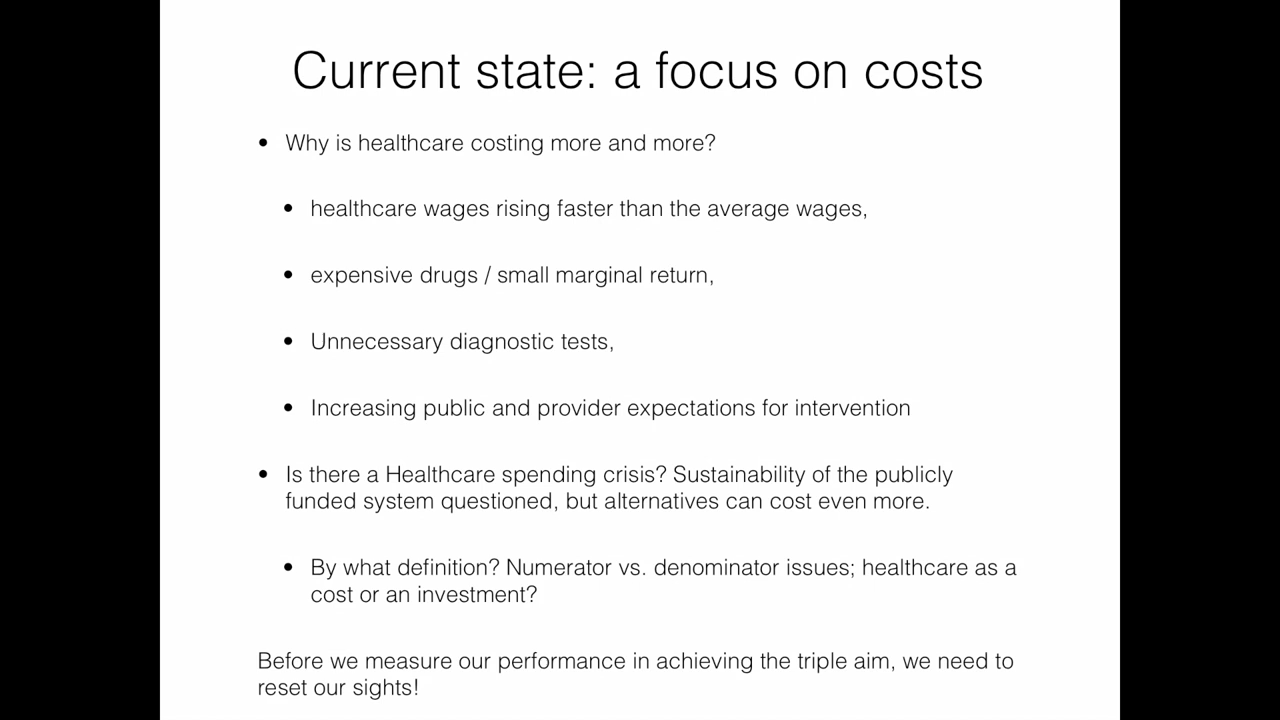 Current state: a focus on costs
• Why is healthcare costing more and more?
• healthcare wages rising faster than the average wages,
• expensive drugs / small marginal return,
• Unnecessary diagnostic tests,
• Increasing public and provider expectations for intervention
• Is there a Healthcare spending crisis? Sustainability of the publicly
funded system questioned, but alternatives can cost even more.
• By what definition? Numerator vs. denominator issues; healthcare as a
cost or an investment?
Before we measure our performance in achieving the triple aim, we need to
reset our sights!